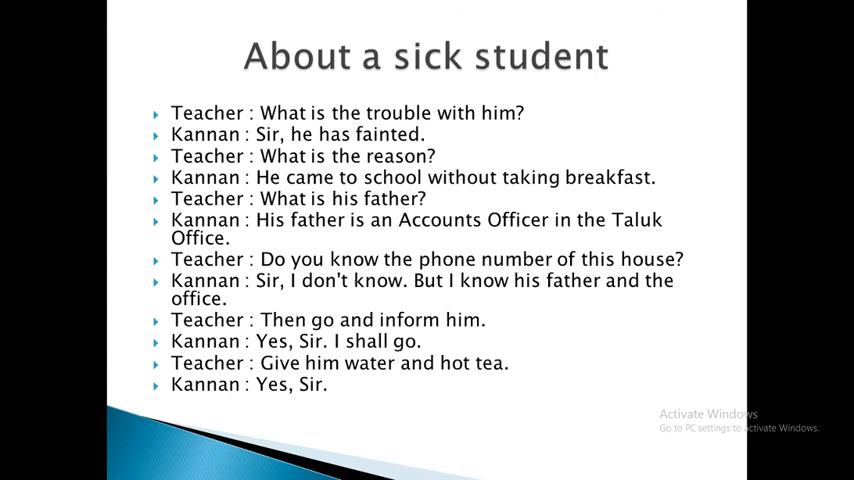 About a sick student
Teacher : What is the trouble with him?
Kannan : Sir, he has fainted.
Teacher : What is the reason?
Kannan : He came to school without taking breakfast.
Teacher : What is his father?
Kannan : His father is an Accounts Officer in the Taluk
Office.
Teacher : Do you know the phone number of this house?
Kannan : Sir, I don't know. But I know his father and the
office.
Teacher : Then go and inform him.
Kannan : Yes, Sir. I shall go.
Teacher : Give him water and hot tea.
Kannan : Yes, Sir.
Activate Windows
Go to PC settings to activate Windows.